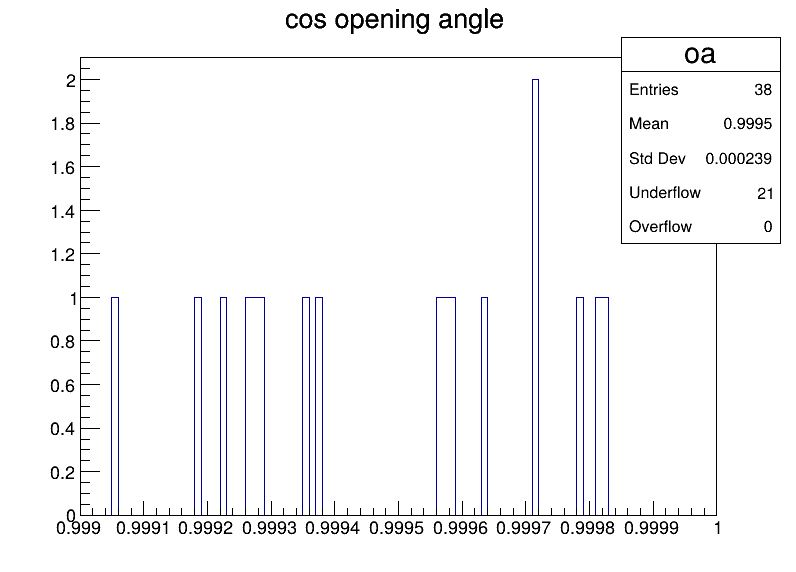 cos opening angle
oa
Entries 38
Mean 0.9995
Std Dev 0.000239
Underflow 21
Overflow 0
2
1.8
1.6
1.4
1.2
1
0.8
0.6
0.4
0.2
0
0.999 0.9991 0.9992 0.9993 0.9994 0.9995 0.9996 0.9997 0.9998 0.9999 1